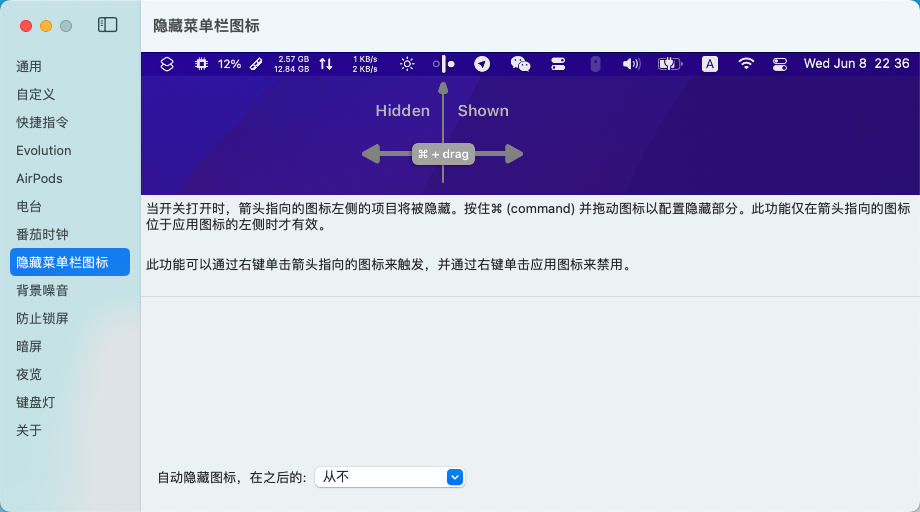 隐藏菜单栏图标
通用
自定义
快捷指令
Evolution
AirPods
电台
番茄时钟
隐藏菜单栏图标
背景噪音
防止锁屏
暗屏
夜览
键盘灯
关于
12% 2.57 GB 12.84 GB 1 KB/s 2 KB/s A Wed Jun 8 22 36
Hidden Shown
⌘ + drag
当开关打开时，箭头指向的图标左侧的项目将被隐藏。按住⌘ (command) 并拖动图标以配置隐藏部分。此功能仅在箭头指向的图标
位于应用图标的左侧时才有效。
此功能可以通过右键单击箭头指向的图标来触发，并通过右键单击应用图标来禁用。
自动隐藏图标，在之后的: 从不